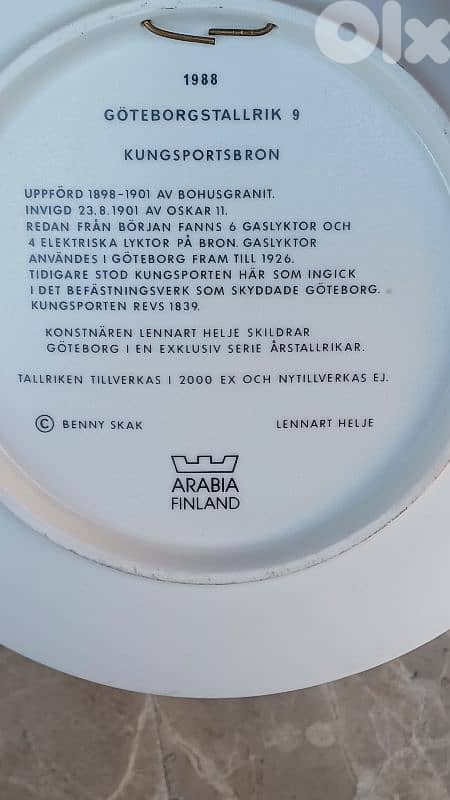 Olx
1988
GÖTEBORGSTALLRIK 9
KUNGSPORTSBRON
UPPFÖRD 1898-1901 AV BOHUSGRANIT.
INVIGD 23.8.1901 AV OSKAR 11.
REDAN FRÅN BÖRJAN FANNS 6 GASLYKTOR OCH
4 ELEKTRISKA LYKTOR PÅ BRON. GASLYKTOR
ANVÄNDES I GÖTEBORG FRAM TILL 1926.
TIDIGARE STOD KUNGSPORTEN HÄR SOM INGICK
I DET BEFÄSTNINGSVERK SOM SKYDDADE GÖTEBORG.
KUNGSPORTEN REVS 1839.
KONSTNÄREN LENNART HELJE SKILDRAR
GÖTEBORG I EN EXKLUSIV SERIE ÅRSTALLRIKAR.
TALLRIKEN TILLVERKAS I 2000 EX OCH NYTILLVERKAS EJ.
© BENNY SKAK LENNART HELJE
ARABIA
FINLAND